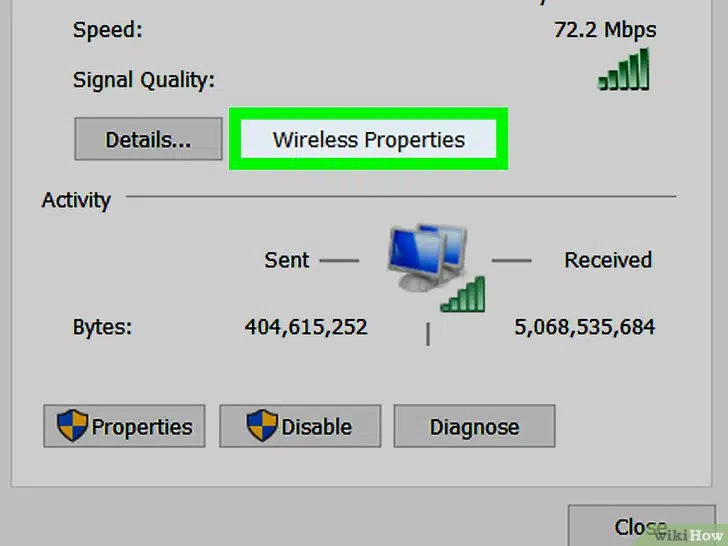 Speed: 72.2 Mbps
Signal Quality:
Details... Wireless Properties
Activity
Sent Received
Bytes: 404,615,252 5,068,535,684
Properties Disable Diagnose
Close
wikiHow